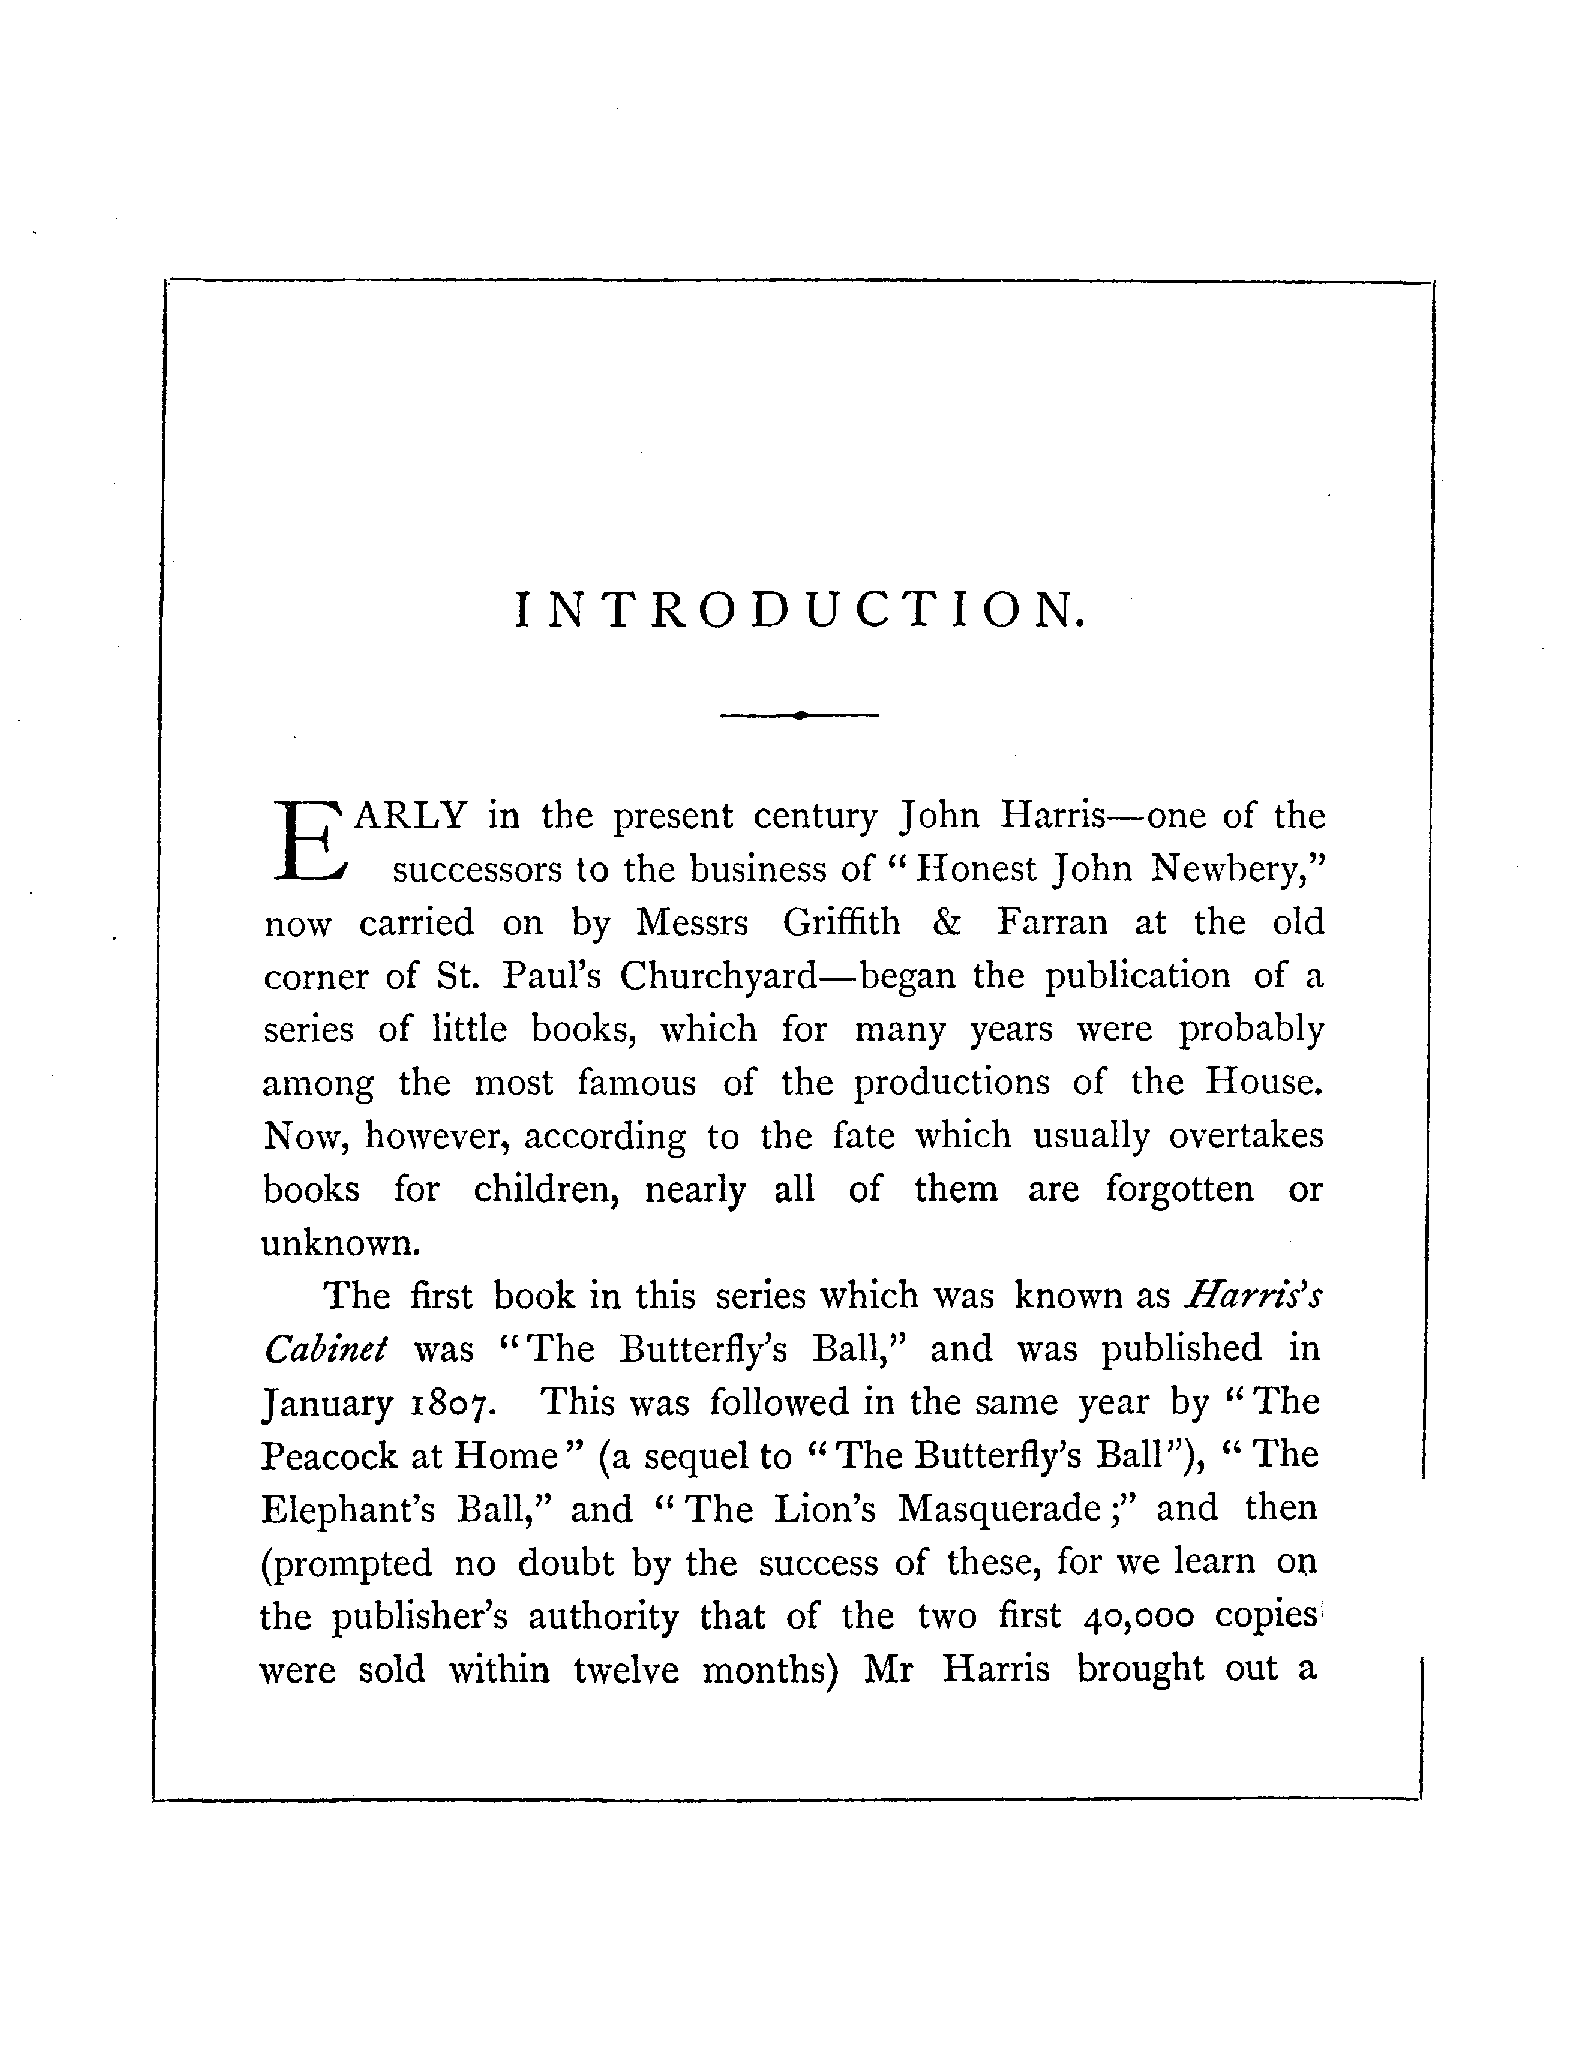 INTRODUCTION.
EARLY in the present century John Harris—one of the
successors to the business of “Honest John Newbery,”
now carried on by Messrs Griffith & Farran at the old
corner of St. Paul’s Churchyard—began the publication of a
series of little books, which for many years were probably
among the most famous of the productions of the House.
Now, however, according to the fate which usually overtakes
books for children, nearly all of them are forgotten or
unknown.
The first book in this series which was known as Harris’s
Cabinet was “The Butterfly’s Ball,” and was published in
January 1807. This was followed in the same year by “The
Peacock at Home” (a sequel to “The Butterfly’s Ball”), “The
Elephant’s Ball,” and “The Lion’s Masquerade;” and then
(prompted no doubt by the success of these, for we learn on
the publisher’s authority that of the two first 40,000 copies
were sold within twelve months) Mr Harris brought out a